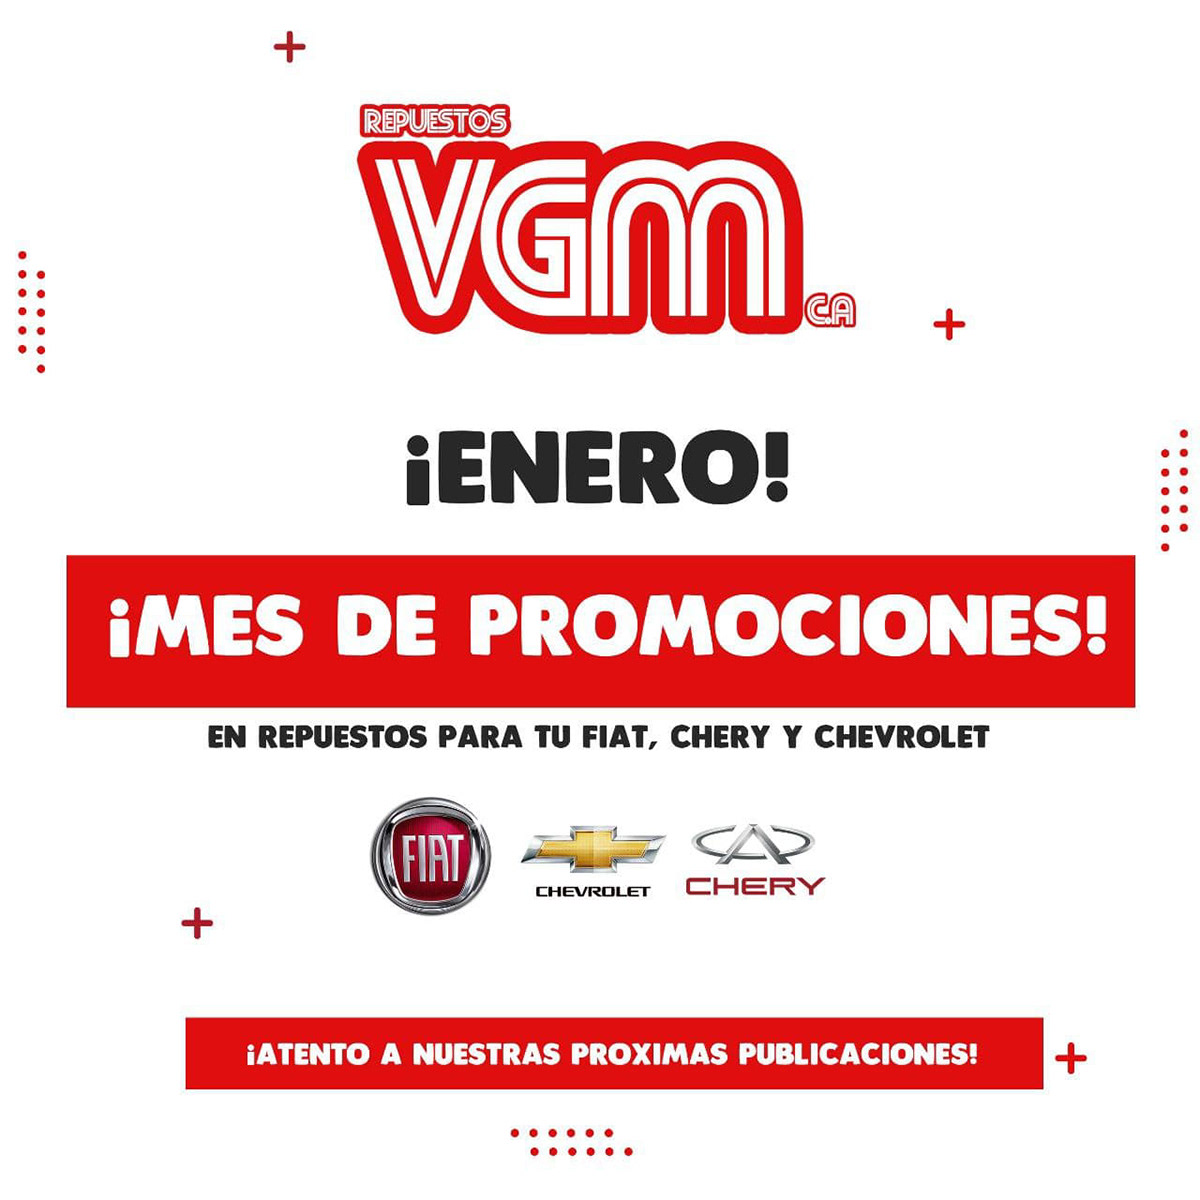 REPUESTOS
VGM
C.A
¡ENERO!
¡MES DE PROMOCIONES!
EN REPUESTOS PARA TU FIAT, CHERY Y CHEVROLET
FIAT
CHEVROLET
CHERY
¡ATENTO A NUESTRAS PROXIMAS PUBLICACIONES!